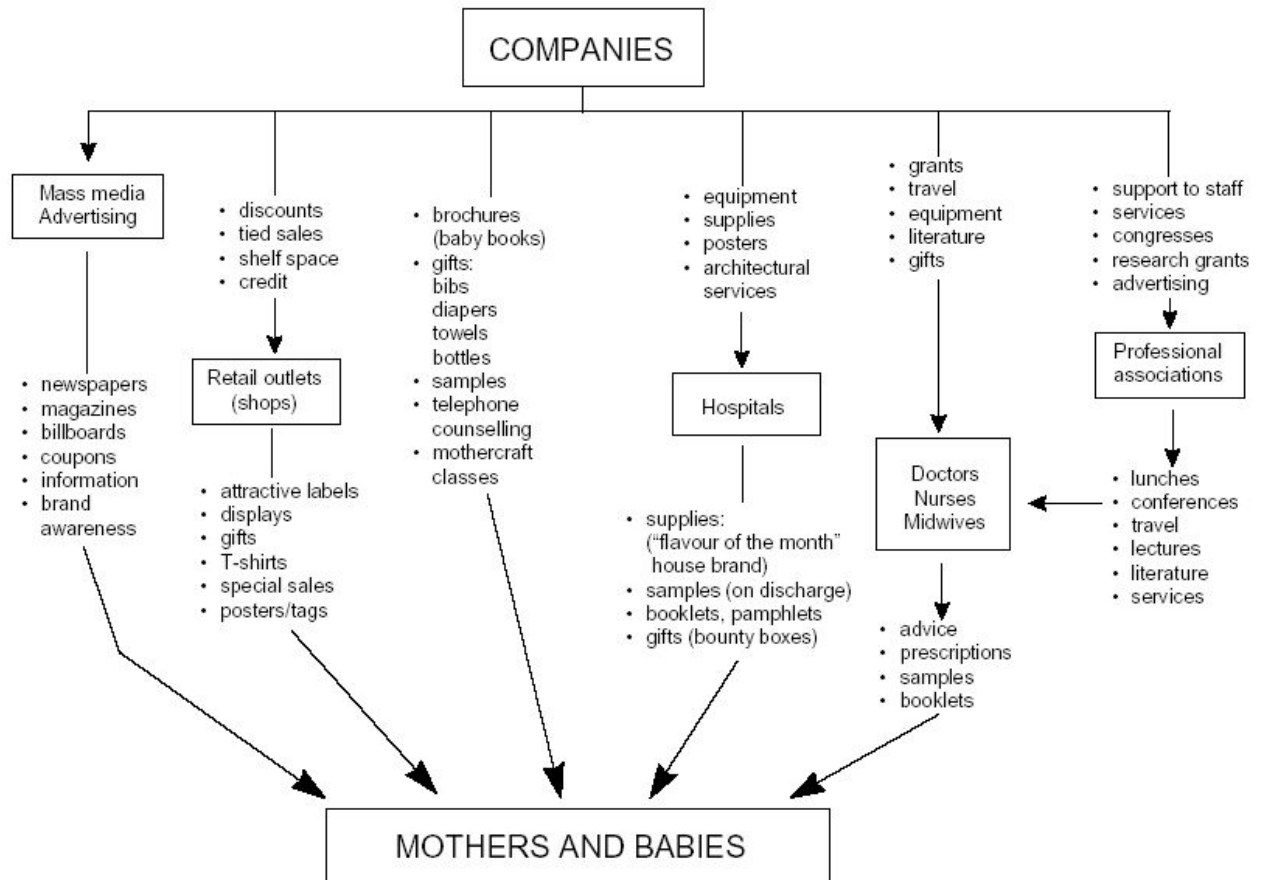 COMPANIES
Mass media
Advertising
• newspapers
• magazines
• billboards
• coupons
• information
• brand
awareness
• discounts
• tied sales
• shelf space
• credit
Retail outlets
(shops)
• attractive labels
• displays
• gifts
• T-shirts
• special sales
• posters/tags
• brochures
(baby books)
• gifts:
bibs
diapers
towels
bottles
• samples
• telephone
counselling
• mothercraft
classes
• equipment
• supplies
• posters
• architectural
services
Hospitals
• supplies:
("flavour of the month"
house brand)
• samples (on discharge)
• booklets, pamphlets
• gifts (bounty boxes)
• grants
• travel
• equipment
• literature
• gifts
Doctors
Nurses
Midwives
• advice
• prescriptions
• samples
• booklets
• support to staff
• services
• congresses
• research grants
• advertising
Professional
associations
• lunches
• conferences
• travel
• lectures
• literature
• services
MOTHERS AND BABIES